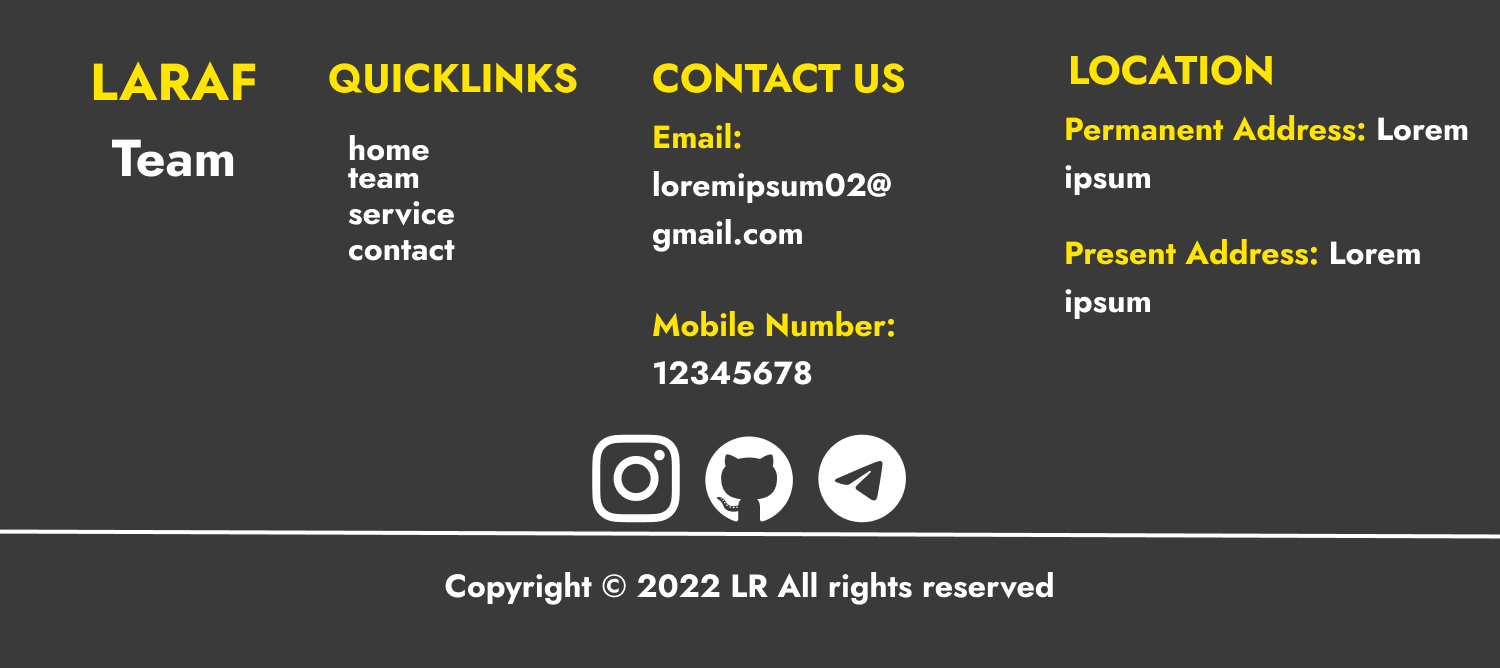 LARAF
Team
QUICKLINKS
home
team
service
contact
CONTACT US
Email:
loremipsum02@
gmail.com
Mobile Number:
12345678
LOCATION
Permanent Address: Lorem
ipsum
Present Address: Lorem
ipsum
Copyright © 2022 LR All rights reserved